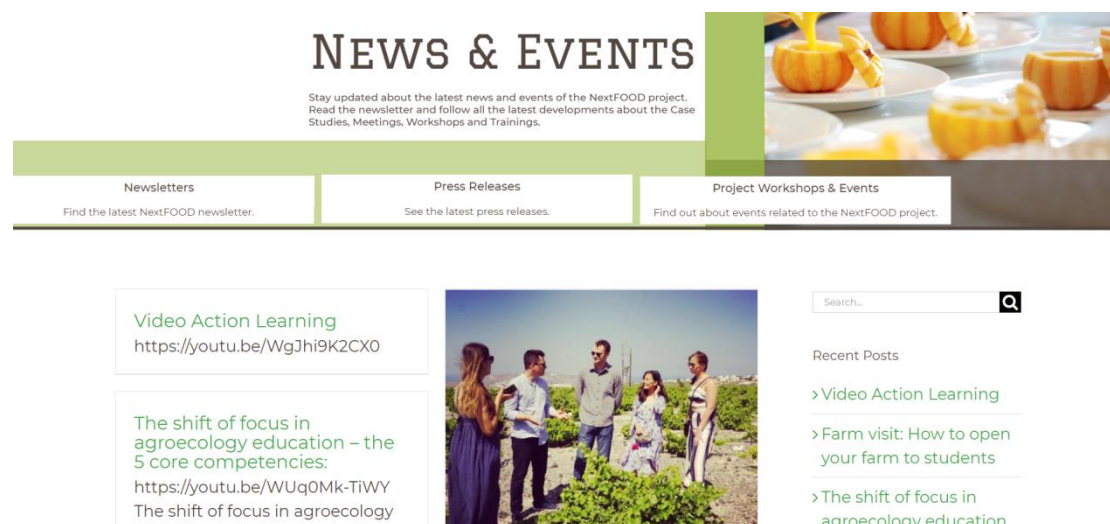 NEWS & EVENTS
Stay updated about the latest news and events of the NextFOOD project.
Read the newsletter and follow all the latest developments about the Case
Studies, Meetings, Workshops and Trainings.
Newsletters
Find the latest NextFOOD newsletter.
Press Releases
See the latest press releases.
Project Workshops & Events
Find out about events related to the NextFOOD project.
Video Action Learning
https://youtu.be/WgJhi9K2CX0
The shift of focus in
agroecology education – the
5 core competencies:
https://youtu.be/WUq0Mk-TiWY
The shift of focus in agroecology
Search...
Recent Posts
Video Action Learning
Farm visit: How to open
your farm to students
The shift of focus in
agroecology education